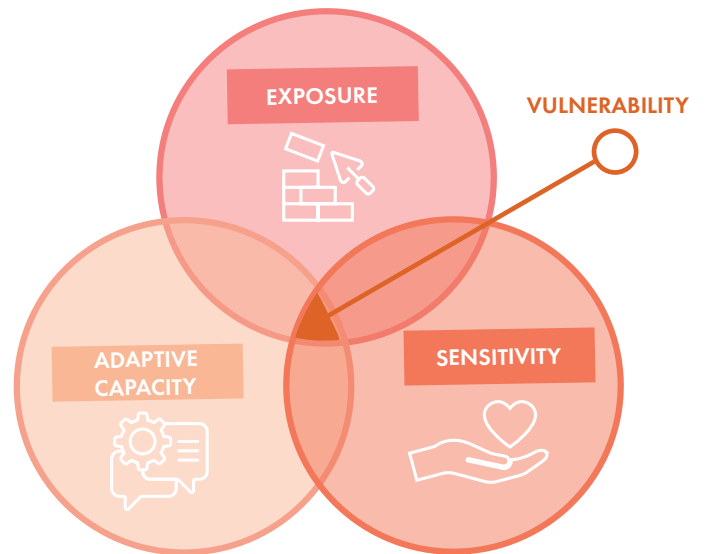 EXPOSURE
VULNERABILITY
ADAPTIVE
CAPACITY
SENSITIVITY